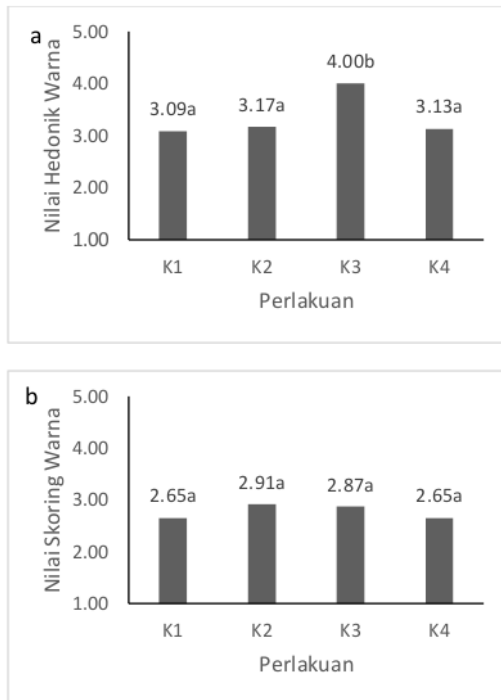 a
Nilai Hedonik Warna
5.00
4.00
3.00
2.00
1.00
3.09a
3.17a
4.00b
3.13a
K1 K2 K3 K4
Perlakuan
b
Nilai Skoring Warna
5.00
4.00
3.00
2.00
1.00
2.65a
2.91a
2.87a
2.65a
K1 K2 K3 K4
Perlakuan